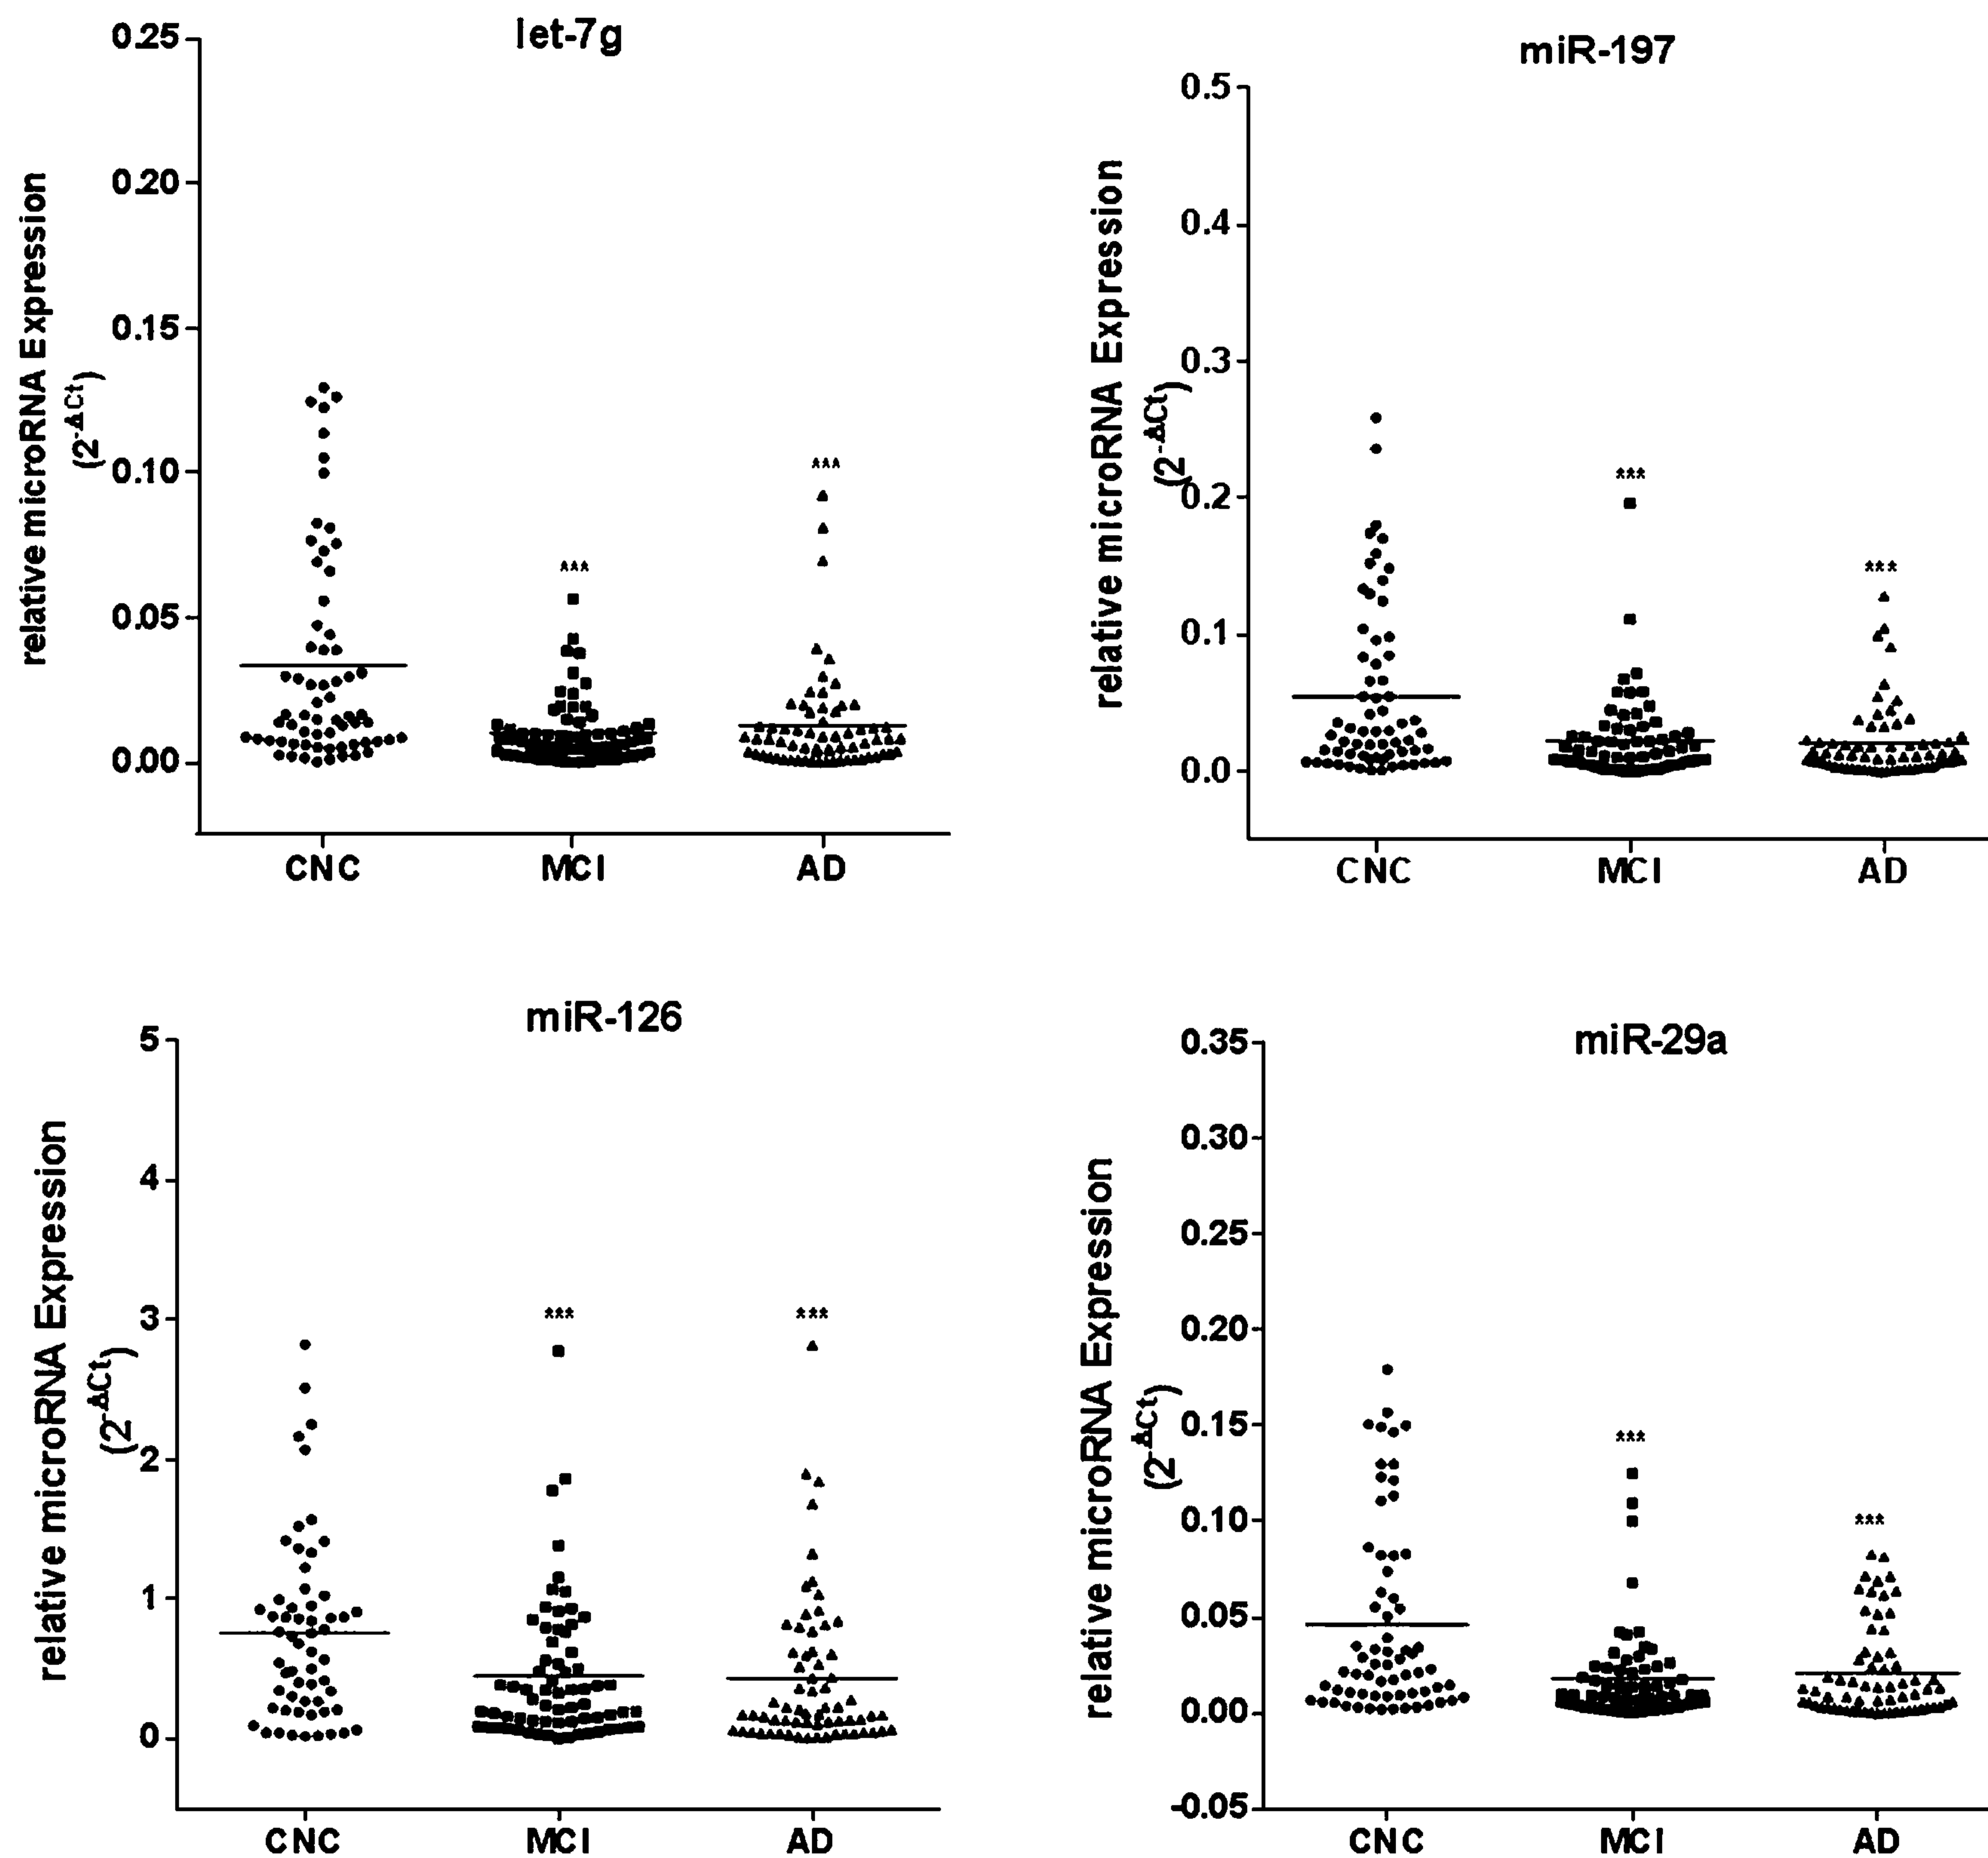 let-7g
0.25
0.20
0.15
0.10
0.05
0.00
relative microRNA Expression
(2-ΔCt)
***
***
CNC MCI AD
miR-197
0.5
0.4
0.3
0.2
0.1
0.0
relative microRNA Expression
(2-ΔCt)
***
***
CNC MCI AD
miR-126
5
4
3
2
1
0
relative microRNA Expression
(2-ΔCt)
*** ***
CNC MCI AD
miR-29a
0.35
0.30
0.25
0.20
0.15
0.10
0.05
0.00
-0.05
relative microRNA Expression
(2-ΔCt)
***
***
CNC MCI AD